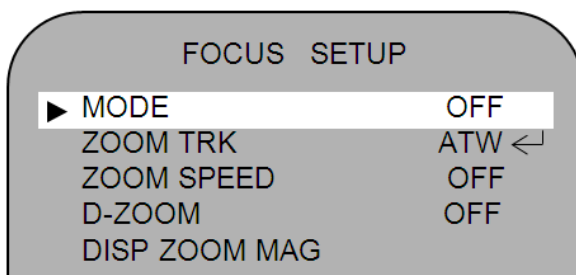 FOCUS SETUP
► MODE OFF
ZOOM TRK ATW ↵
ZOOM SPEED OFF
D-ZOOM OFF
DISP ZOOM MAG